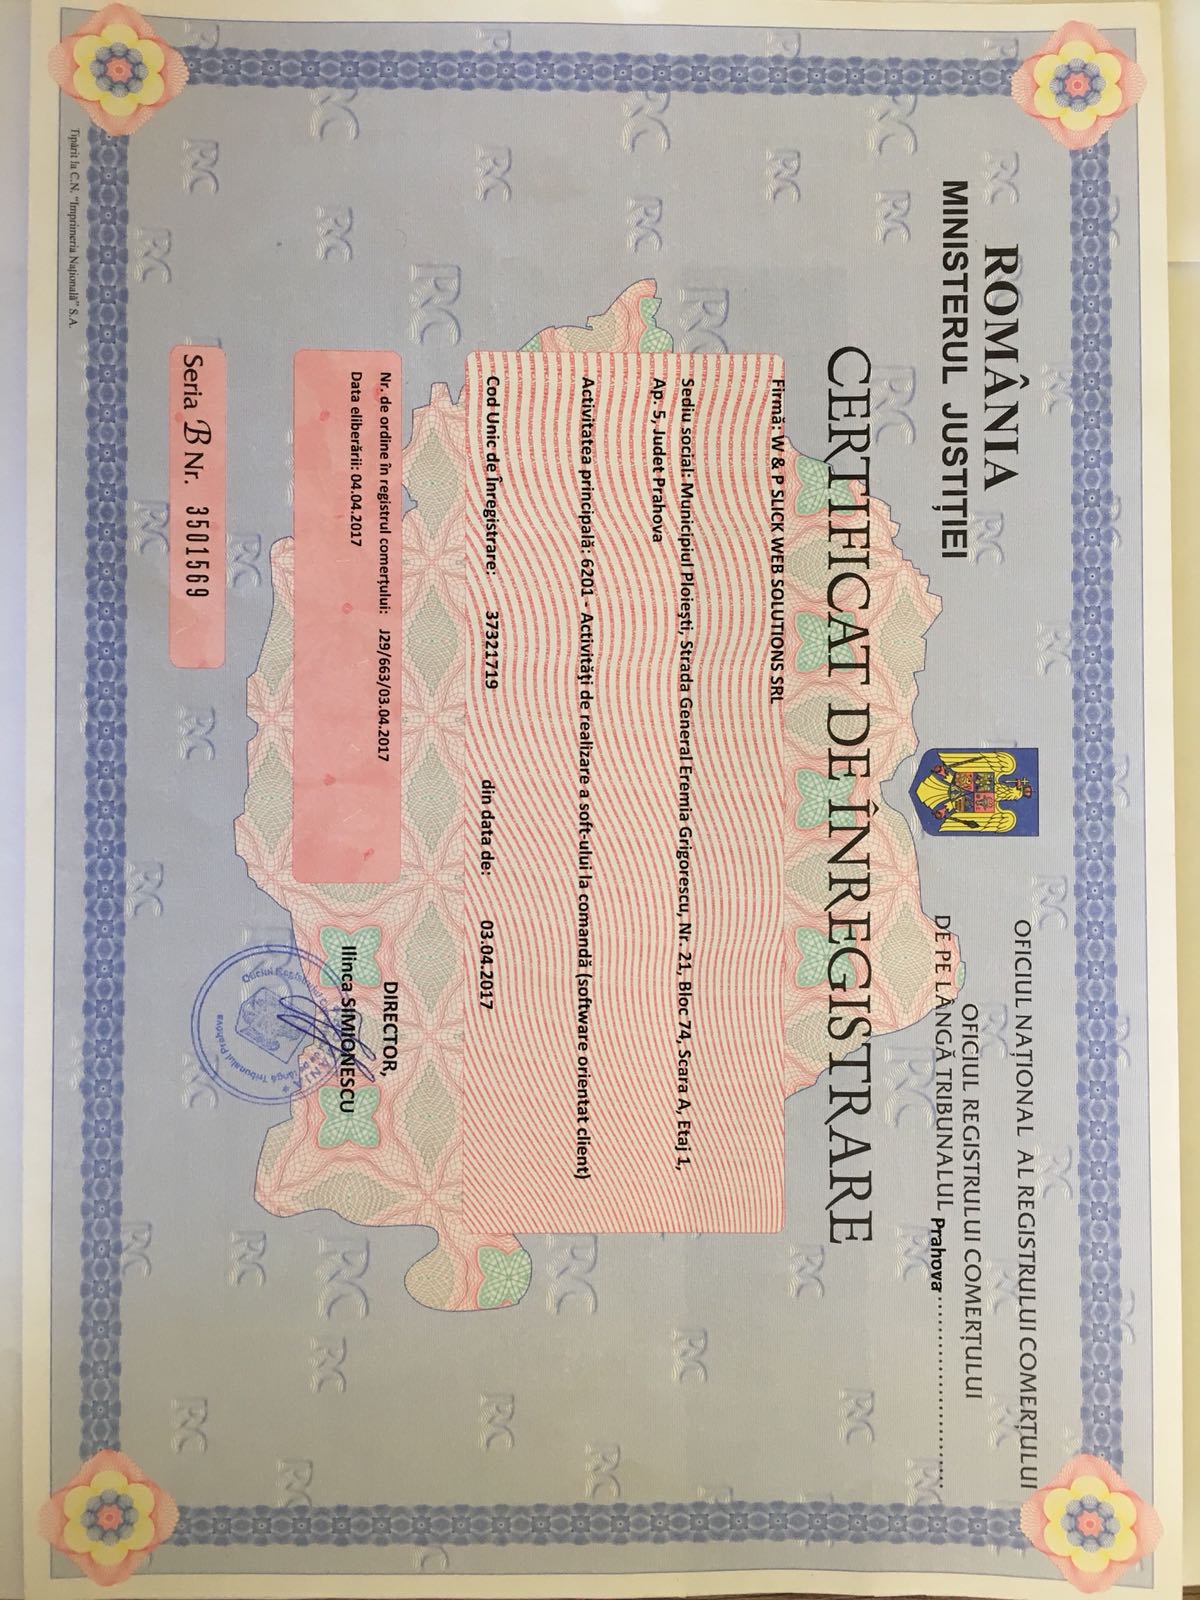 ROMÂNIA
MINISTERUL JUSTIȚIEI
OFICIUL NAȚIONAL AL REGISTRULUI COMERȚULUI
OFICIUL REGISTRULUI COMERȚULUI
DE PE LÂNGĂ TRIBUNALUL Prahova
CERTIFICAT DE ÎNREGISTRARE
Firmă: W & P SLICK WEB SOLUTIONS SRL
Sediu social: Municipiul Ploiești, Strada General Eremia Grigorescu, Nr. 21, Bloc 74, Scara A, Etaj 1,
Ap. 5, Judet Prahova
Activitatea principală: 6201 - Activităţi de realizare a soft-ului la comandă (software orientat client)
Cod Unic de Înregistrare: 37321719 din data de: 03.04.2017
Nr. de ordine în registrul comerțului: J29/663/03.04.2017
Data eliberării: 04.04.2017
DIRECTOR,
Ilinca SIMIONESCU
ROMÂNIA
Tribunalul Prahova
Seria B Nr. 3501569
Tipărit la C.N. “Imprimeria Națională” S.A.